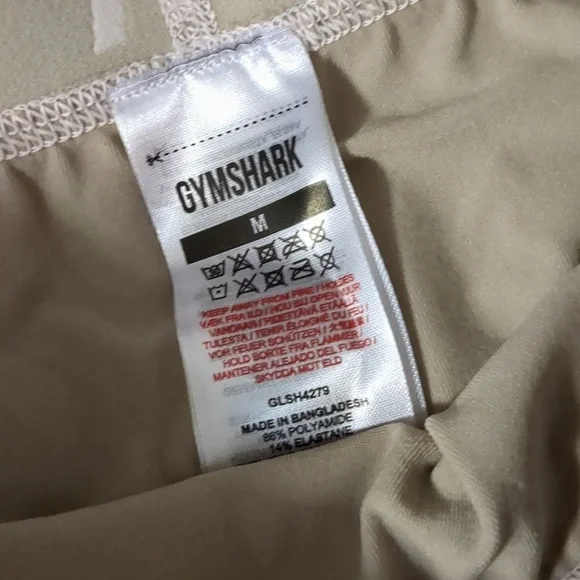 GYMSHARK
M
KEEP AWAY FROM FIRE / HOLDES
VÆK FRA ILD / HOU BIJ OPEN VUUR
VANDAAN / PIDETTÄVÄ ETÄÄLLÄ
TULESTA / TENIR ÉLOIGNÉ DU FEU /
VOR FEUER SCHÜTZEN /
HOLD BORTE FRA FLAMMER /
MANTENER ALEJADO DEL FUEGO /
SKYDDA MOT ELD
GLSH4279
MADE IN BANGLADESH
86% POLYAMIDE
14% ELASTANE